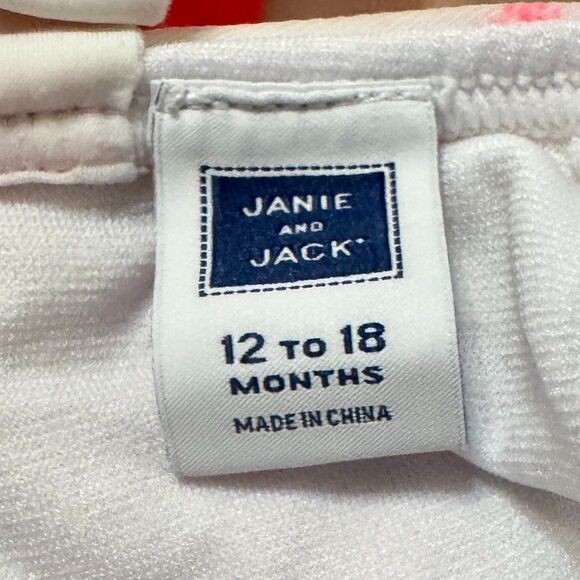 JANIE
AND
JACK
12 TO 18
MONTHS
MADE IN CHINA